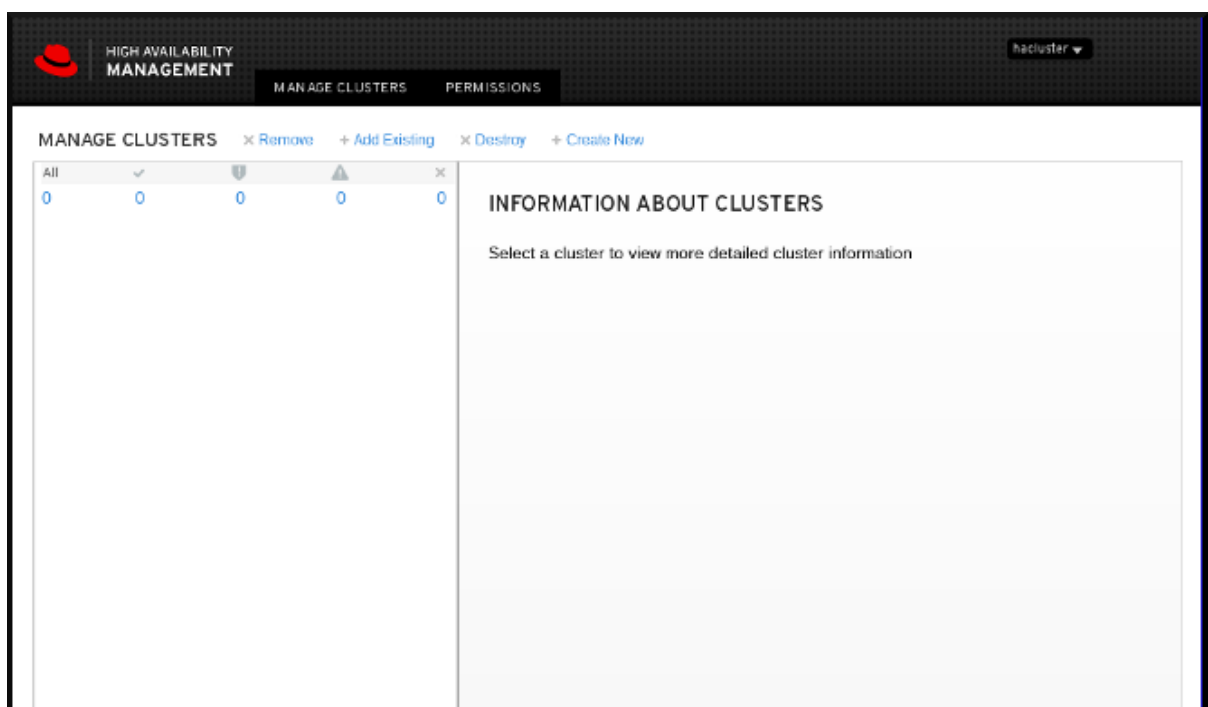 HIGH AVAILABILITY
MANAGEMENT
hacluster
MANAGE CLUSTERS PERMISSIONS
MANAGE CLUSTERS × Remove + Add Existing × Destroy + Create New
All
0 0 0 0 0
INFORMATION ABOUT CLUSTERS
Select a cluster to view more detailed cluster information